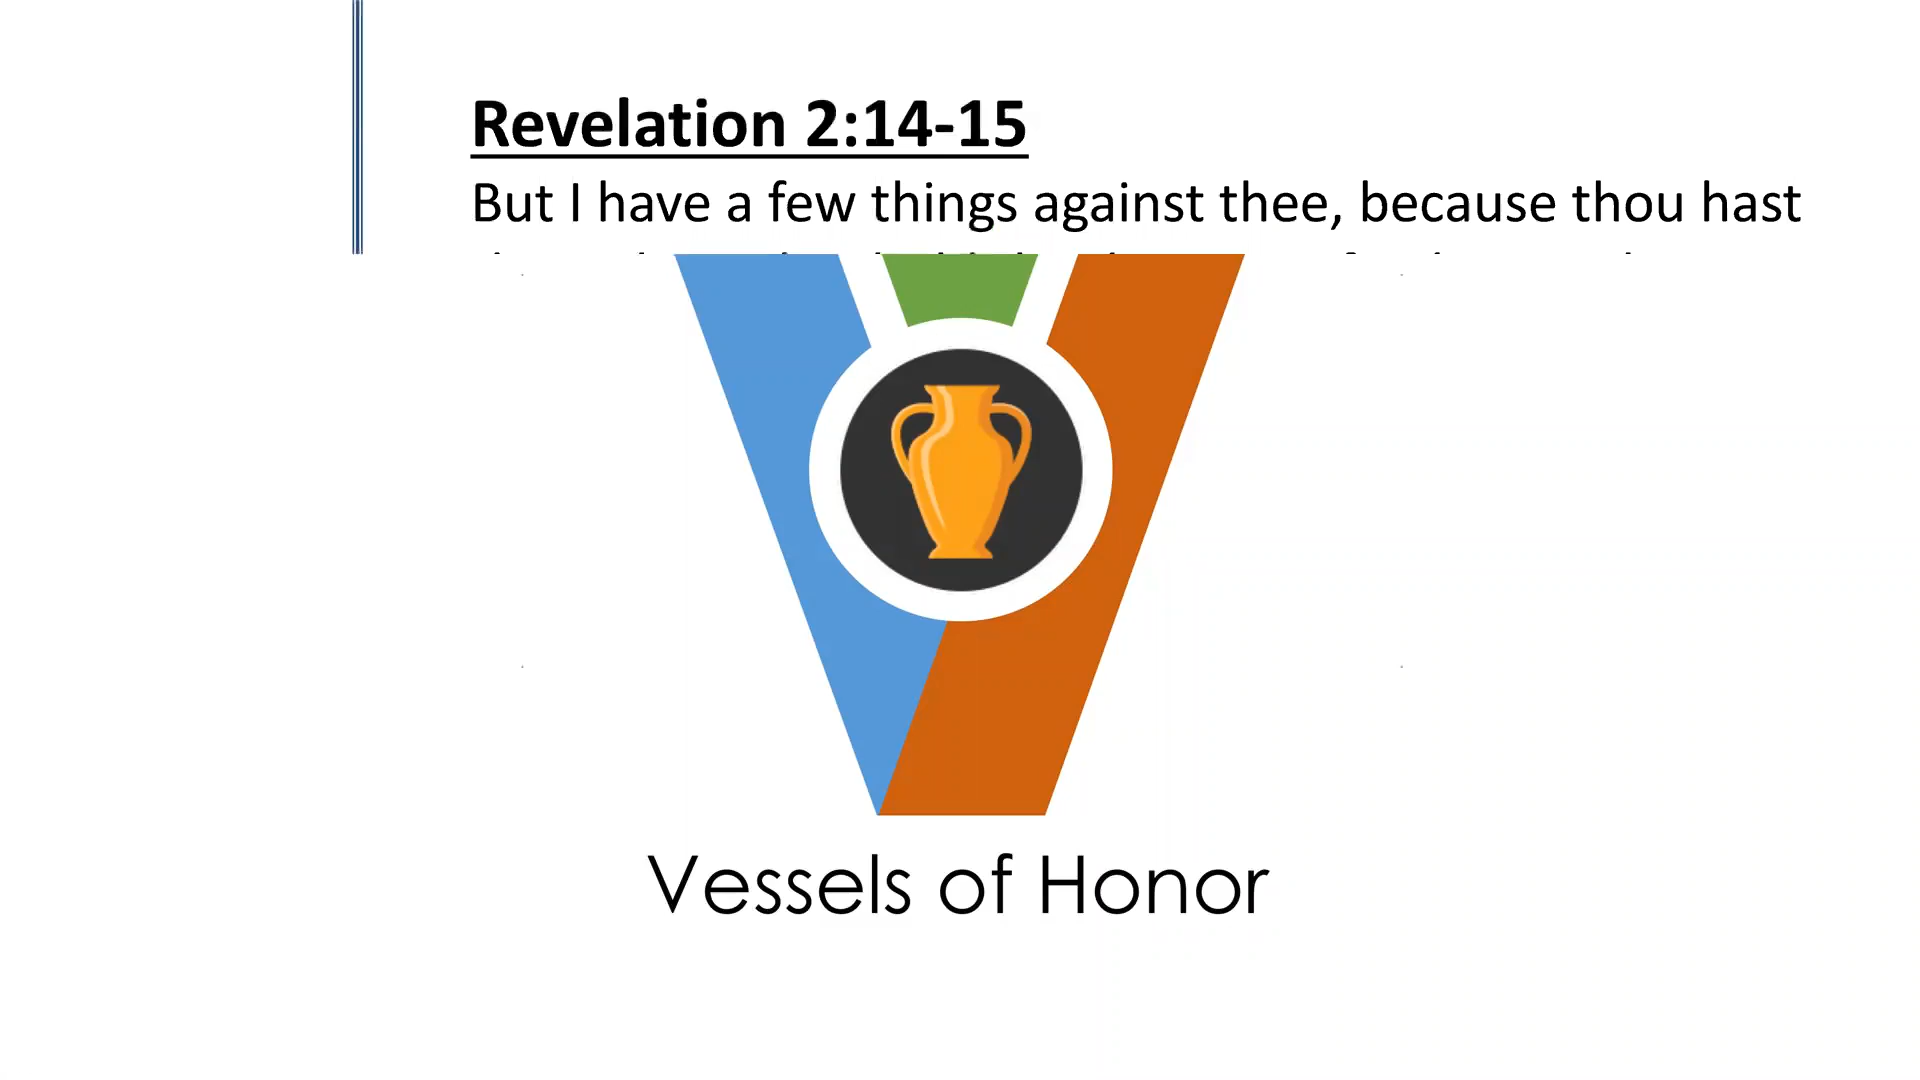 Revelation 2:14-15
But I have a few things against thee, because thou hast
Vessels of Honor